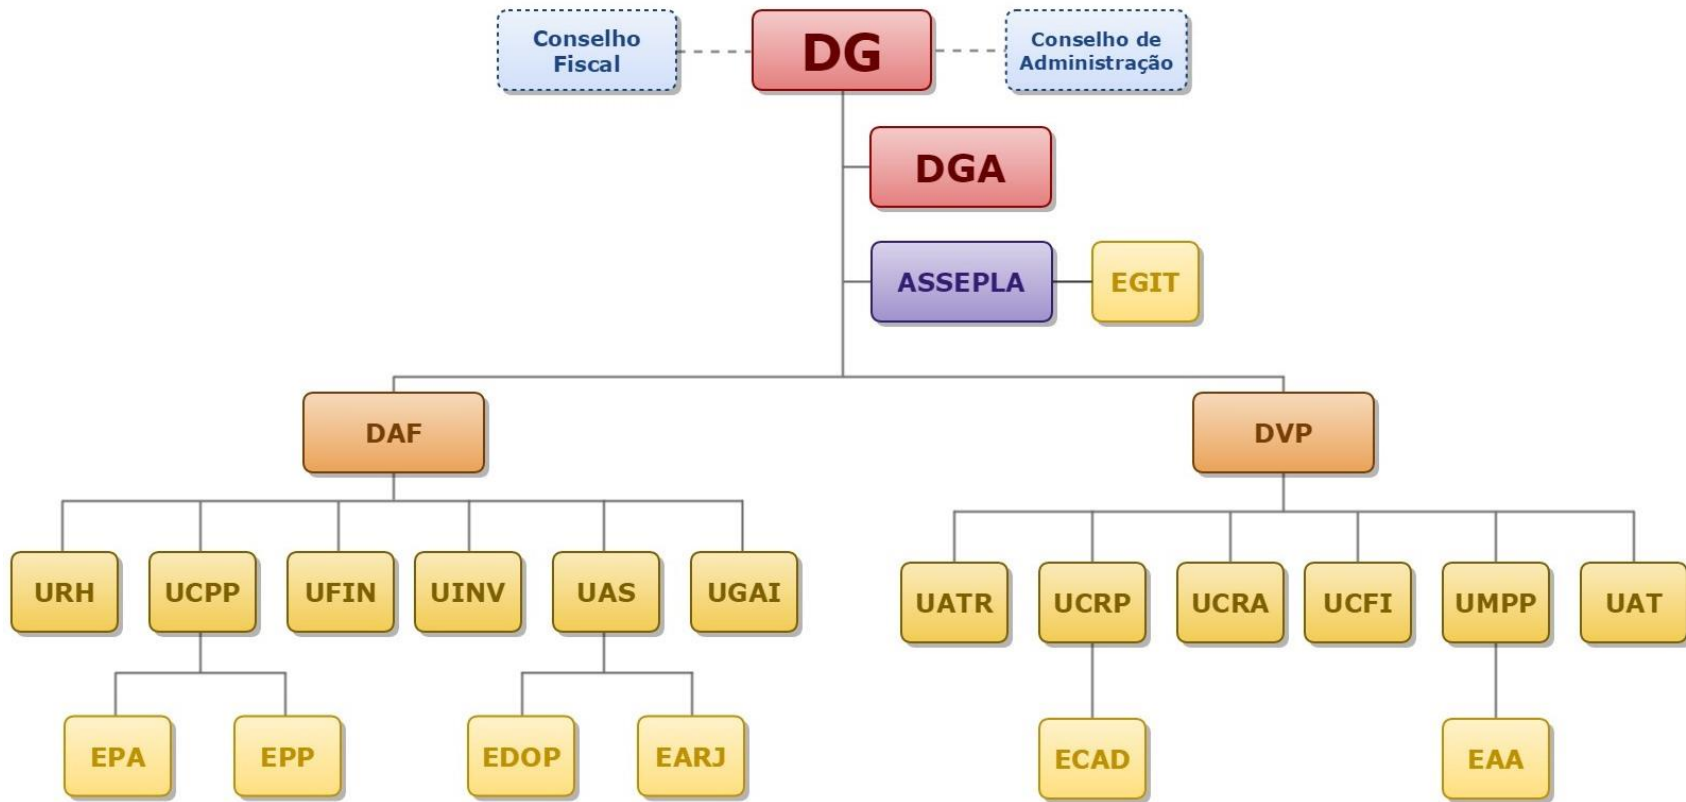 Conselho
Fiscal
DG
Conselho de
Administração
DGA
ASSEPLA
EGIT
DAF
DVP
URH
UCPP
UFIN
UINV
UAS
UGAI
UATR
UCRP
UCRA
UCFI
UMPP
UAT
EPA
EPP
EDOP
EARJ
ECAD
EAA